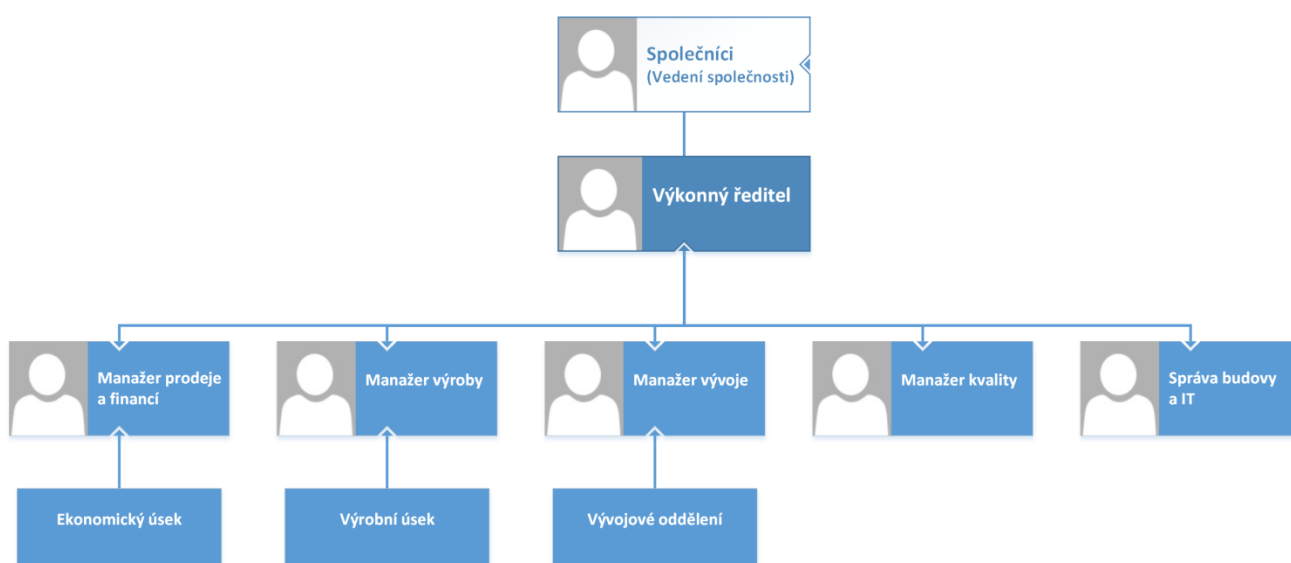 Společníci
(Vedení společnosti)
Výkonný ředitel
Manažer prodeje
a financí
Manažer výroby
Manažer vývoje
Manažer kvality
Správa budovy
a IT
Ekonomický úsek
Výrobní úsek
Vývojové oddělení